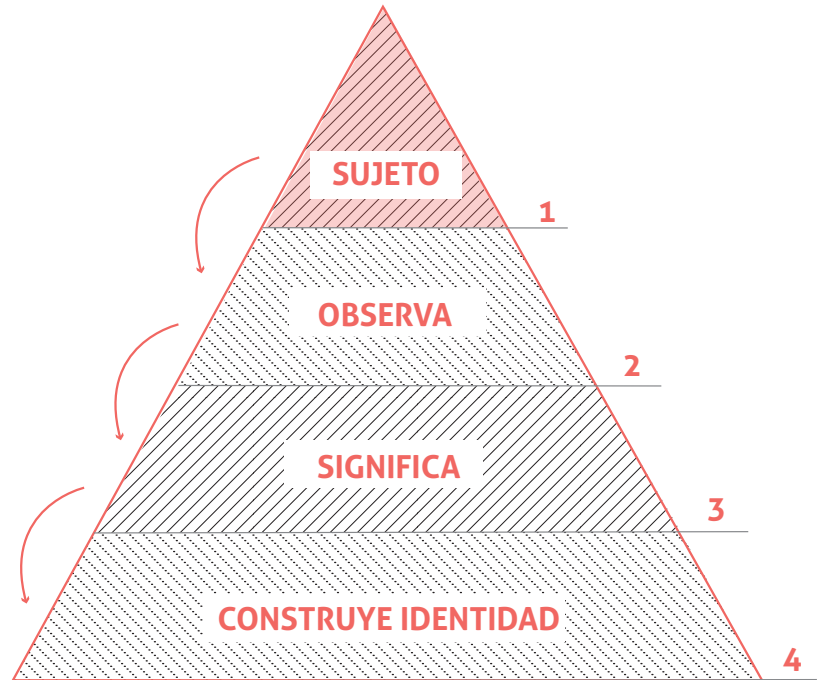 SUJETO
1
OBSERVA
2
SIGNIFICA
3
CONSTRUYE IDENTIDAD
4